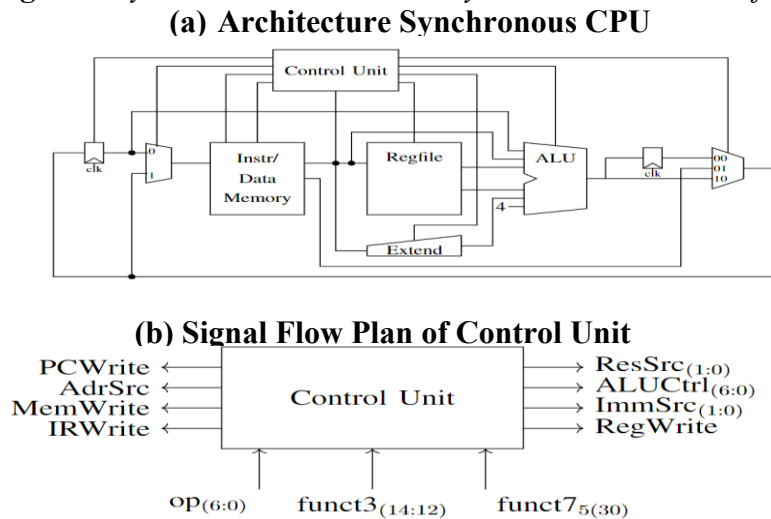 (a) Architecture Synchronous CPU
Control Unit
0
1
clk
Instr/
Data
Memory
Regfile
ALU
4
Extend
clk
00
01
10
(b) Signal Flow Plan of Control Unit
PCWrite
AdrSrc
MemWrite
IRWrite
Control Unit
ResSrc(1:0)
ALUCtrl(6:0)
ImmSrc(1:0)
RegWrite
op(6:0) funct3(14:12) funct75(30)